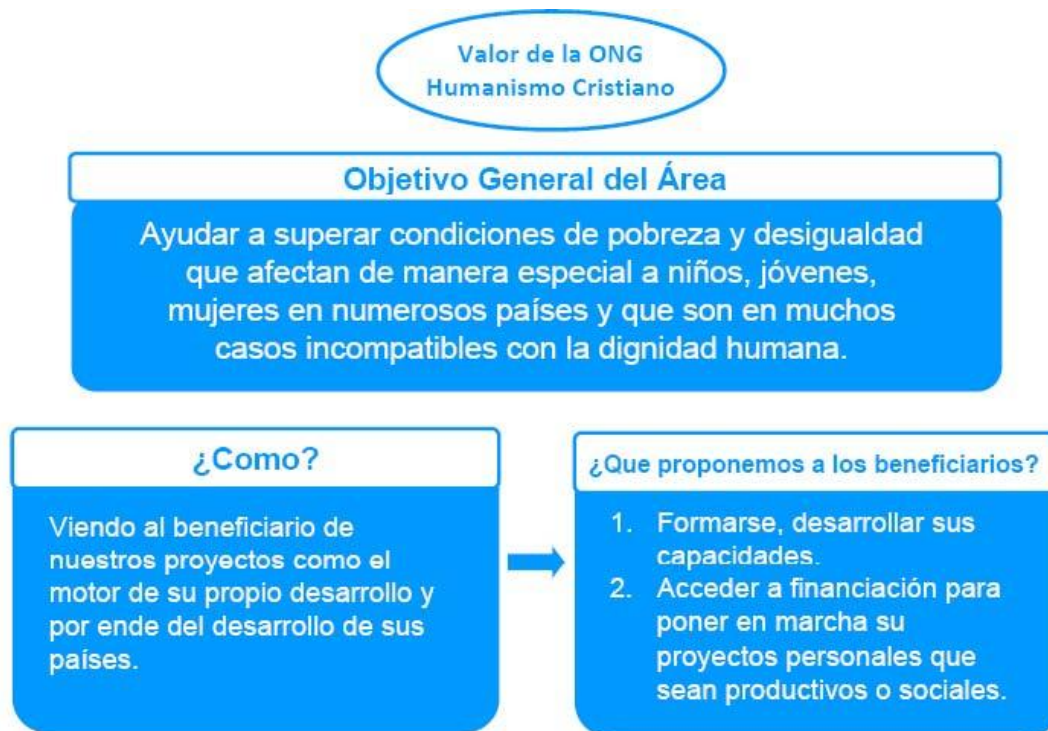 Valor de la ONG
Humanismo Cristiano
Objetivo General del Área
Ayudar a superar condiciones de pobreza y desigualdad
que afectan de manera especial a niños, jóvenes,
mujeres en numerosos países y que son en muchos
casos incompatibles con la dignidad humana.
¿Como?
Viendo al beneficiario de
nuestros proyectos como el
motor de su propio desarrollo y
por ende del desarrollo de sus
países.
¿Que proponemos a los beneficiarios?
1. Formarse, desarrollar sus
capacidades.
2. Acceder a financiación para
poner en marcha su
proyectos personales que
sean productivos o sociales.